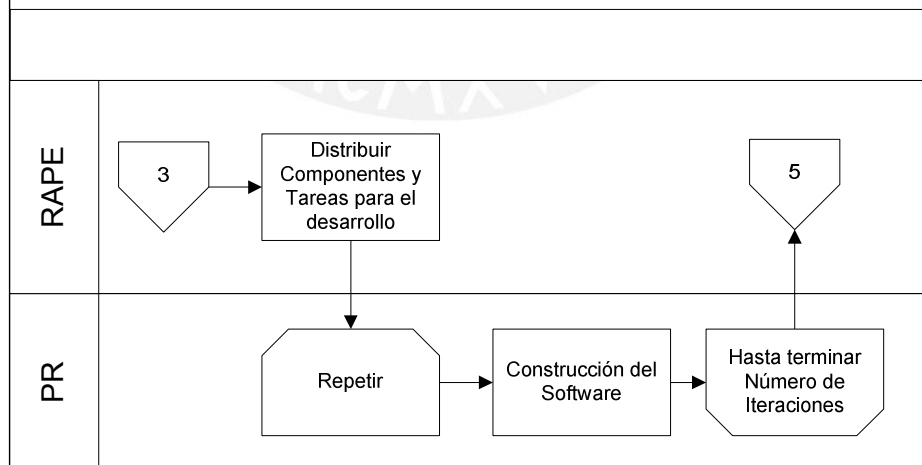 RAPE
3
Distribuir
Componentes y
Tareas para el
desarrollo
5
PR
Repetir
Construcción del
Software
Hasta terminar
Número de
Iteraciones